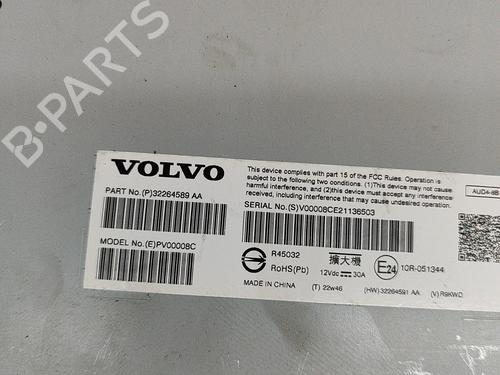 B-PARTS
VOLVO
This device complies with part 15 of the FCC Rules. Operation is
subject to the following two conditions. (1)This device may not cause
harmful interference, and (2)this device must accept any interference
received, including interference that may cause undesired operation.
AUD4-8B
PART No.(P)32264589 AA
SERIAL No.(S)V00008CE21136503
MODEL No.(E)PV00008C
R45032
RoHS(Pb)
擴大機
12Vdc 30A
E24
10R-051344
MADE IN CHINA
(T) 22w46
(HW)32264591 AA
(V) R9KWD